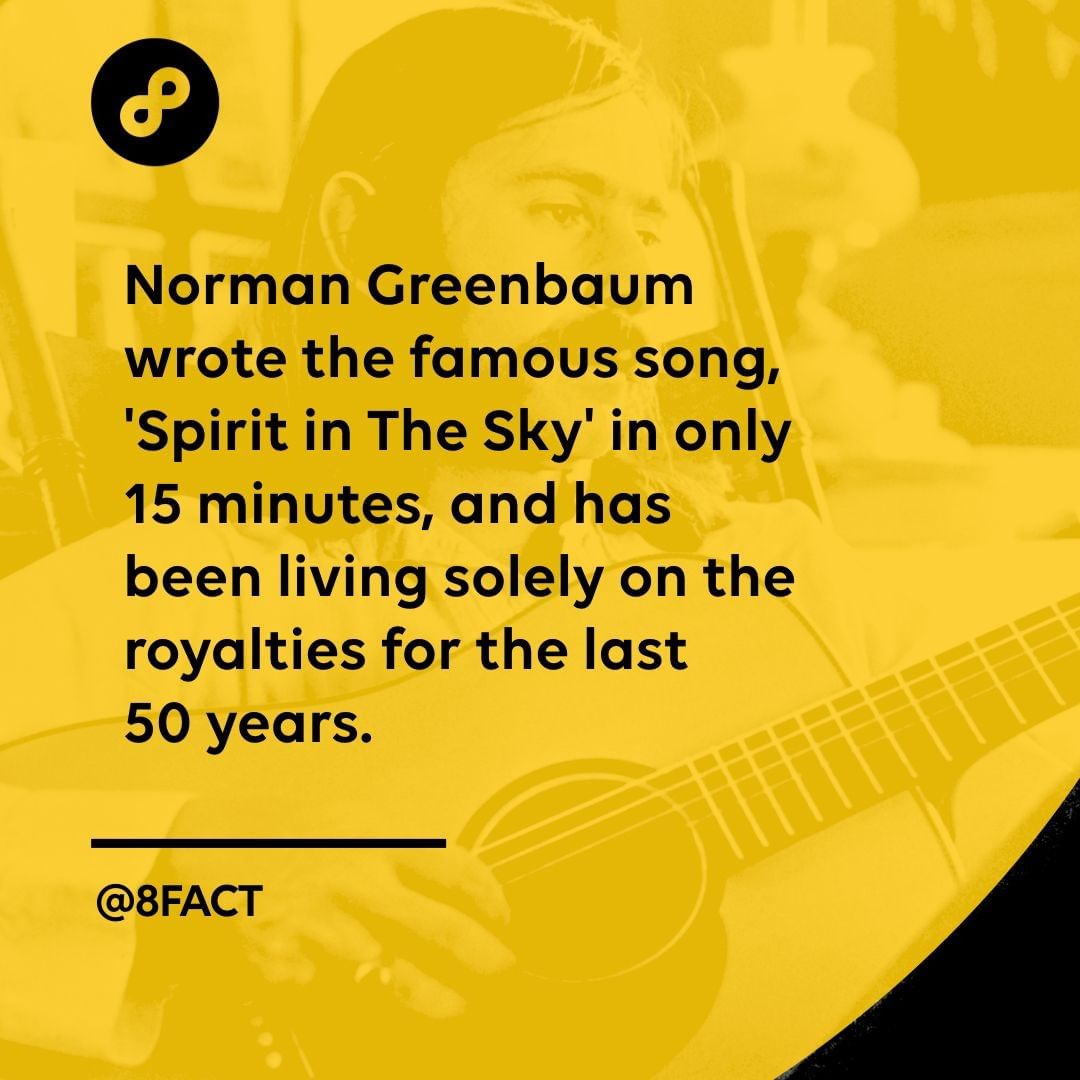 Norman Greenbaum
wrote the famous song,
'Spirit in The Sky' in only
15 minutes, and has
been living solely on the
royalties for the last
50 years.
@8FACT